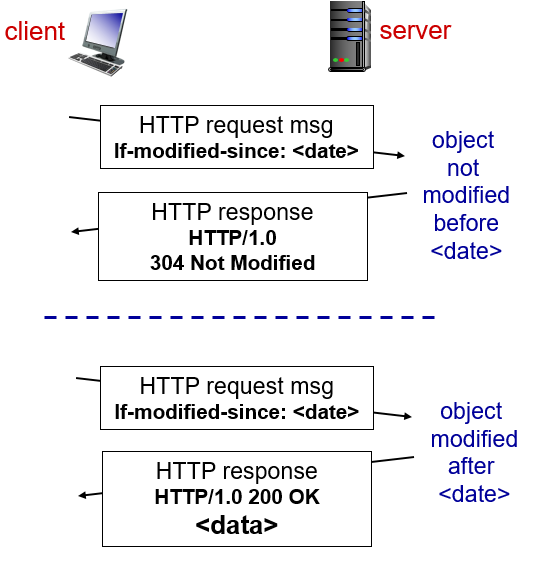 client
server
HTTP request msg
If-modified-since: <date>
object
not
modified
before
<date>
HTTP response
HTTP/1.0
304 Not Modified
HTTP request msg
If-modified-since: <date>
object
modified
after
<date>
HTTP response
HTTP/1.0 200 OK
<data>